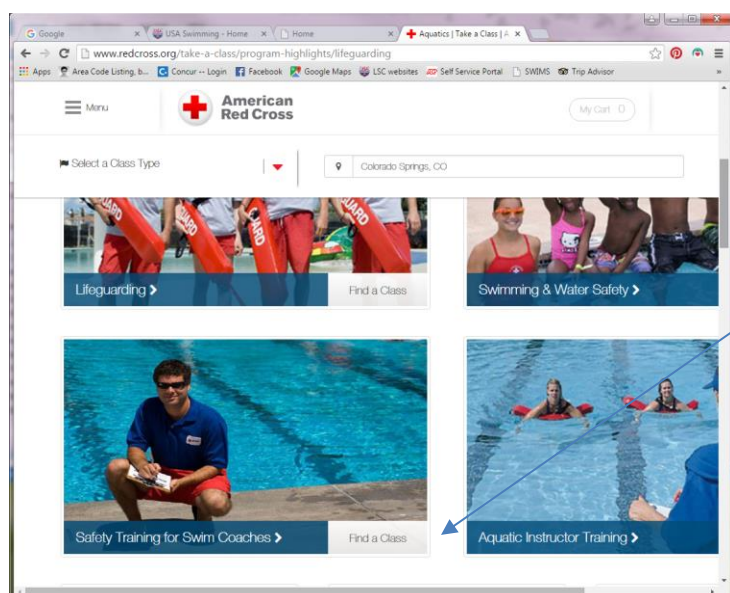 Google
USA Swimming - Home
Home
Aquatics | Take a Class | A
www.redcross.org/take-a-class/program-highlights/lifeguarding
Apps
Area Code Listing, b...
Concur -- Login
Facebook
Google Maps
LSC websites
Self Service Portal
SWIMS
Trip Advisor
»
Menu
American
Red Cross
My Cart 0
Select a Class Type
Colorado Springs, CO
GUARD
GUARD
Lifeguarding >
Find a Class
Swimming & Water Safety >
Safety Training for Swim Coaches >
Find a Class
Aquatic Instructor Training >